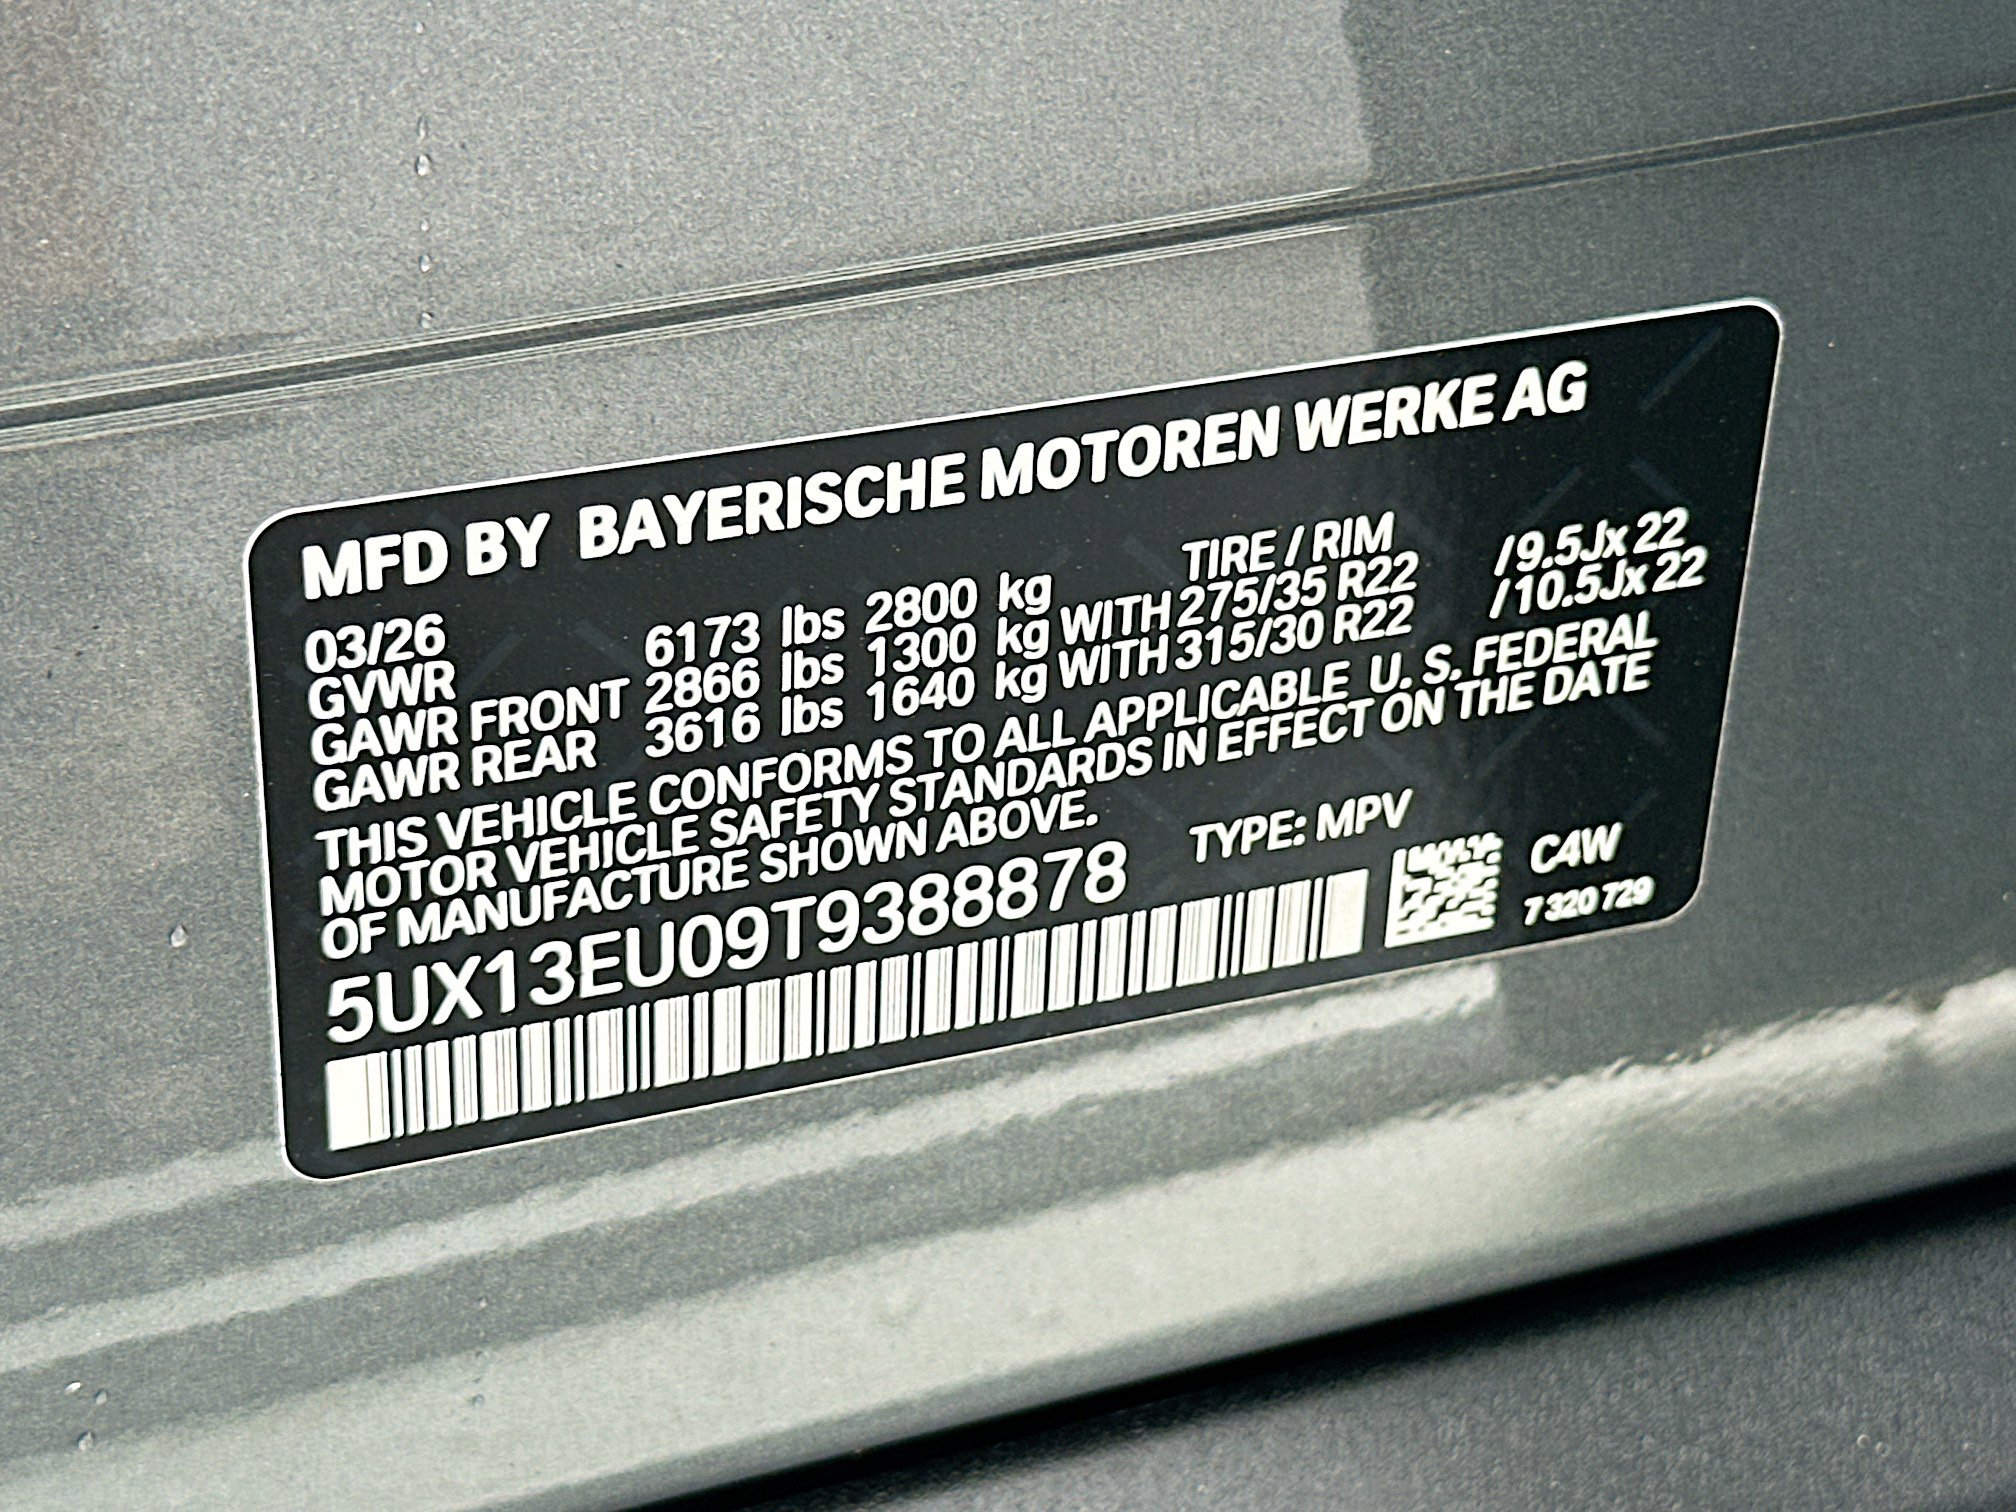 MFD BY BAYERISCHE MOTOREN WERKE AG
03/26 TIRE / RIM
GVWR 6173 lbs 2800 kg
GAWR FRONT 2866 lbs 1300 kg WITH 275/35 R22 /9.5Jx 22
GAWR REAR 3616 lbs 1640 kg WITH 315/30 R22 /10.5Jx 22
THIS VEHICLE CONFORMS TO ALL APPLICABLE U. S. FEDERAL
MOTOR VEHICLE SAFETY STANDARDS IN EFFECT ON THE DATE
OF MANUFACTURE SHOWN ABOVE.
5UX13EU09T9388878 TYPE: MPV
C4W
7 320 729